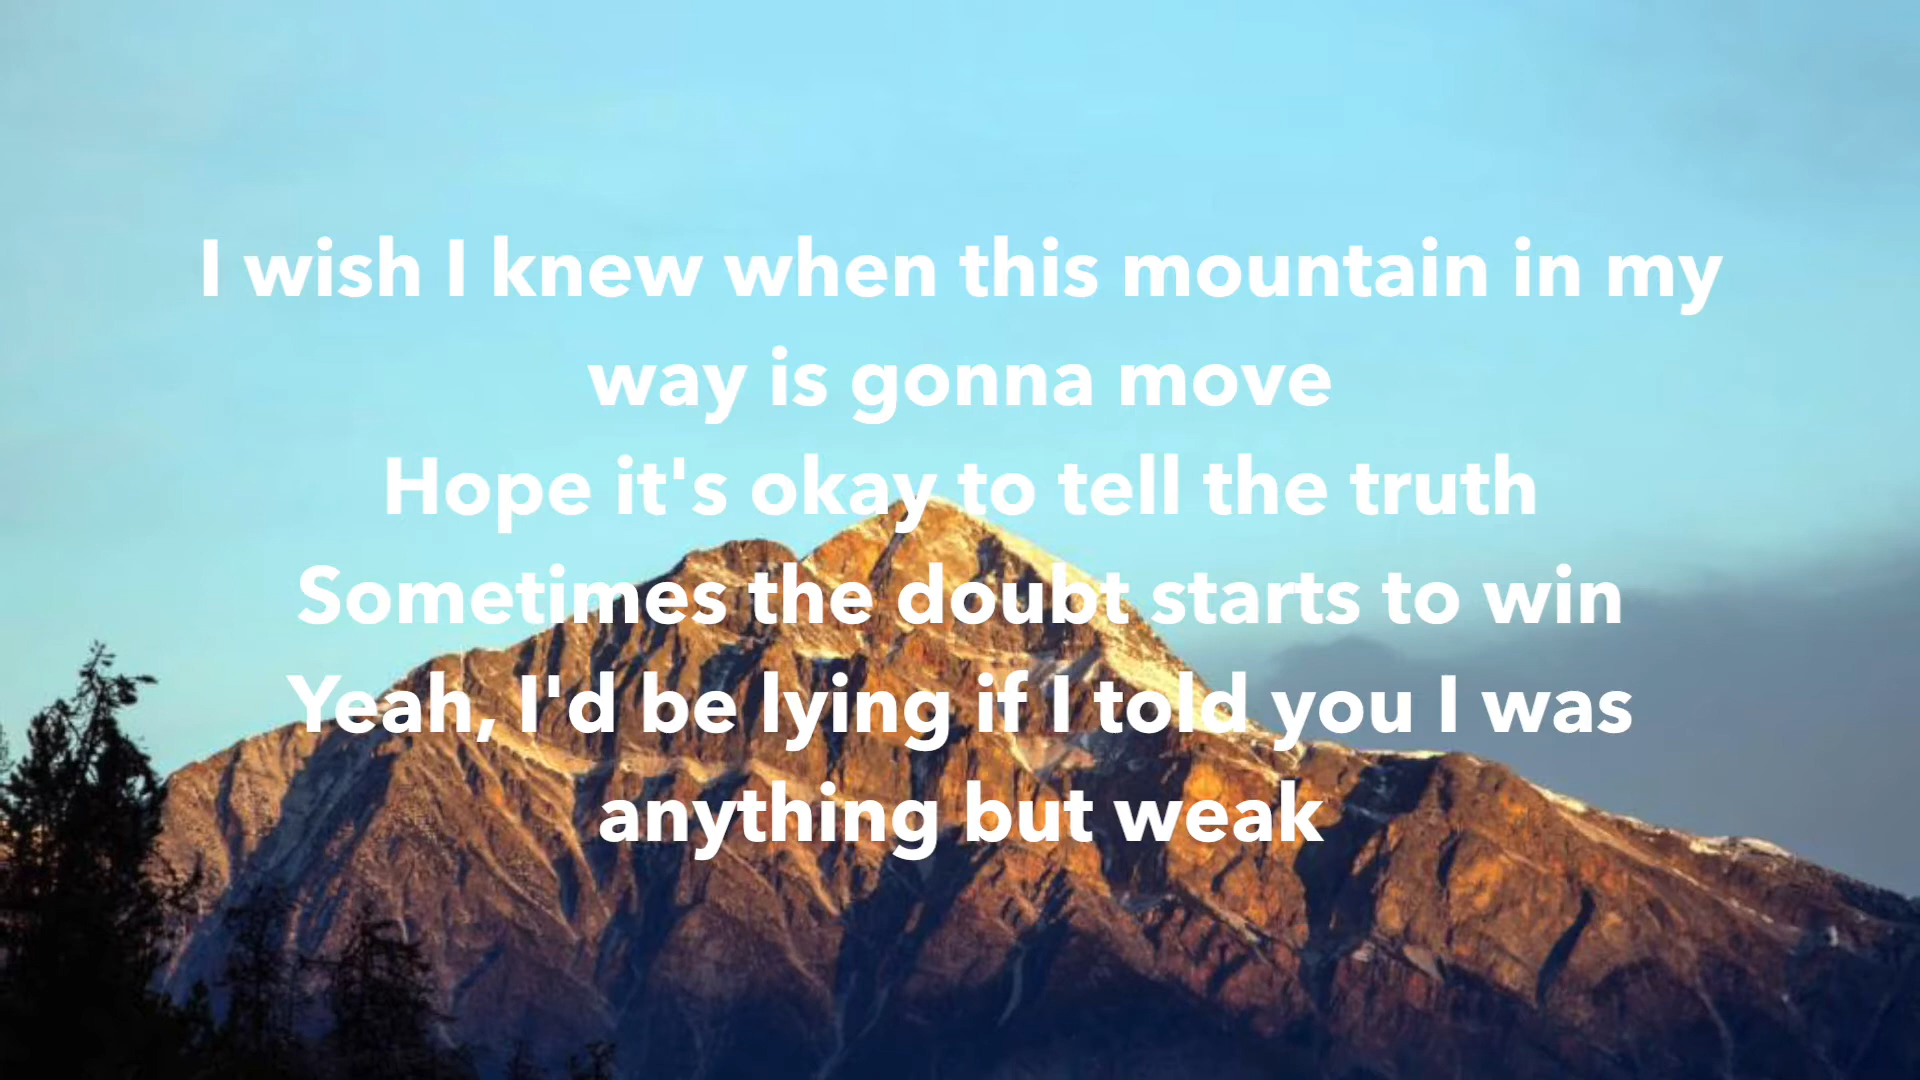 I wish I knew when this mountain in my
way is gonna move
Hope it's okay to tell the truth
Sometimes the doubt starts to win
Yeah, I'd be lying if I told you I was
anything but weak